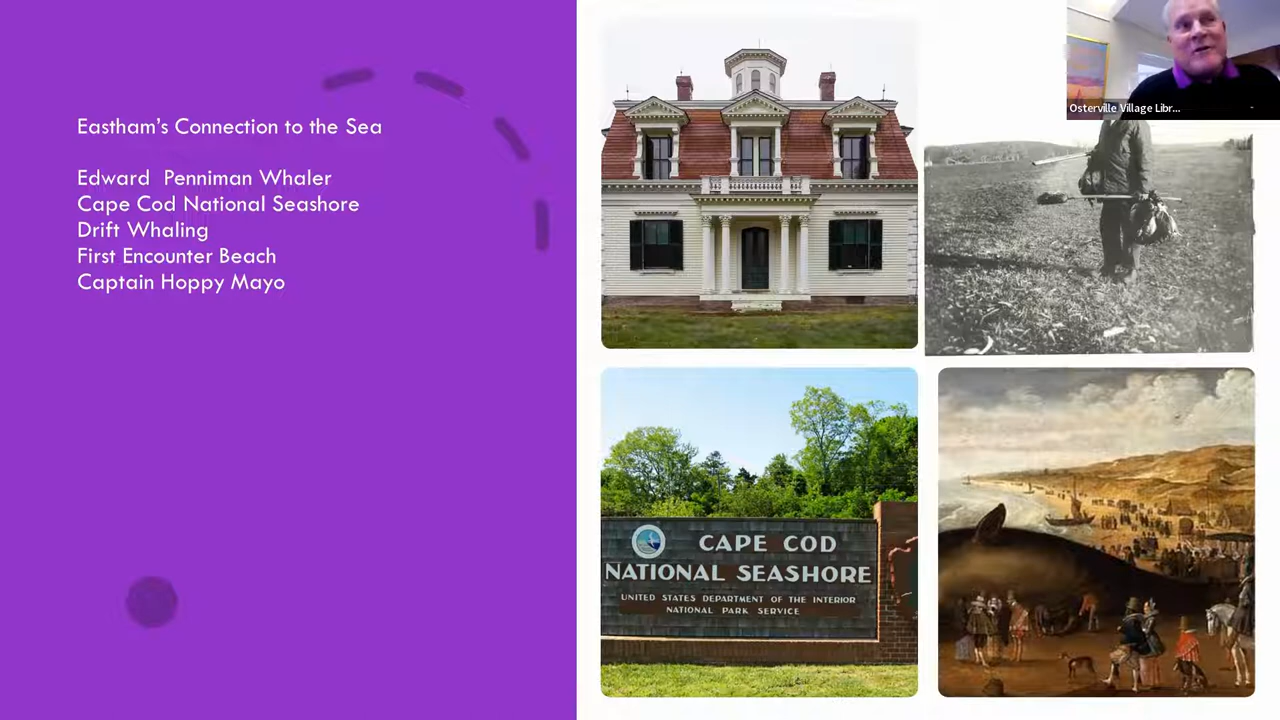 Eastham's Connection to the Sea
Edward Penniman Whaler
Cape Cod National Seashore
Drift Whaling
First Encounter Beach
Captain Hoppy Mayo
Osterville Village Libr...
CAPE COD
NATIONAL SEASHORE
UNITED STATES DEPARTMENT OF THE INTERIOR
NATIONAL PARK SERVICE